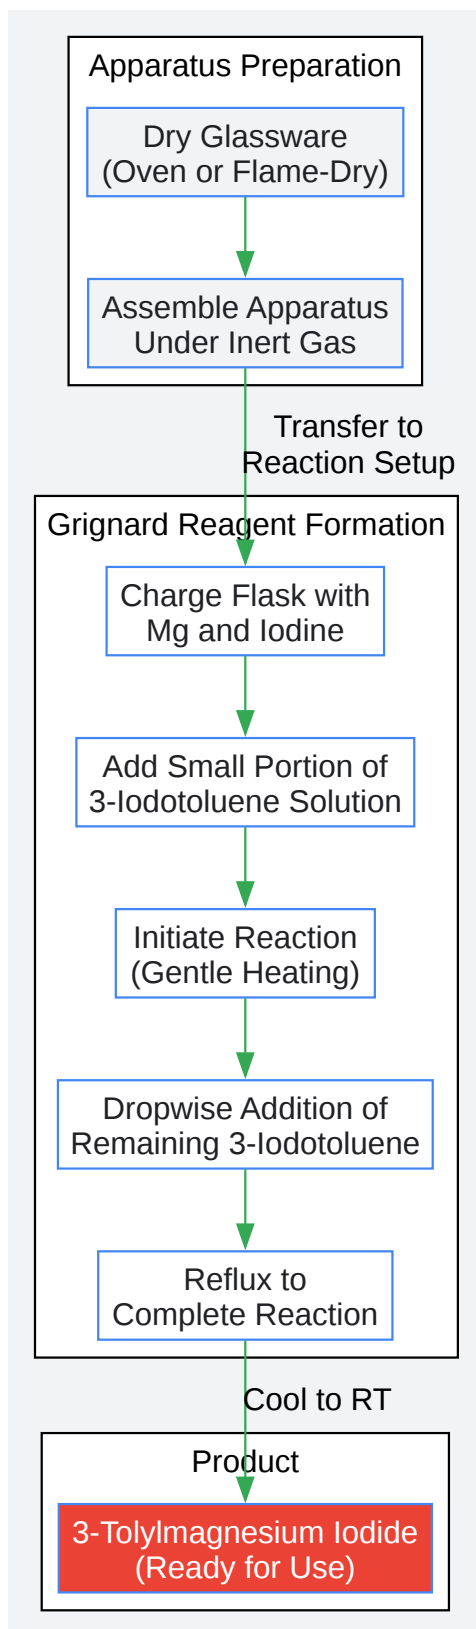 Apparatus Preparation
Dry Glassware
(Oven or Flame-Dry)
Assemble Apparatus
Under Inert Gas
Transfer to
Reaction Setup
Grignard Reagent Formation
Charge Flask with
Mg and Iodine
Add Small Portion of
3-Iodotoluene Solution
Initiate Reaction
(Gentle Heating)
Dropwise Addition of
Remaining 3-Iodotoluene
Reflux to
Complete Reaction
Cool to RT
Product
3-Tolylmagnesium Iodide
(Ready for Use)